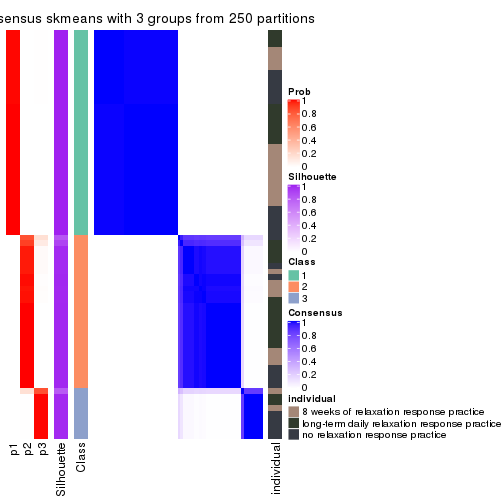 sensus skmeans with 3 groups from 250 partitions
Prob
1
0.8
0.6
0.4
0.2
0
Silhouette
1
0.8
0.6
0.4
0.2
0
Class
1
2
3
Consensus
1
0.8
0.6
0.4
0.2
0
individual
8 weeks of relaxation response practice
long-term daily relaxation response practice
no relaxation response practice
p1
p2
p3
Silhouette
Class
individual